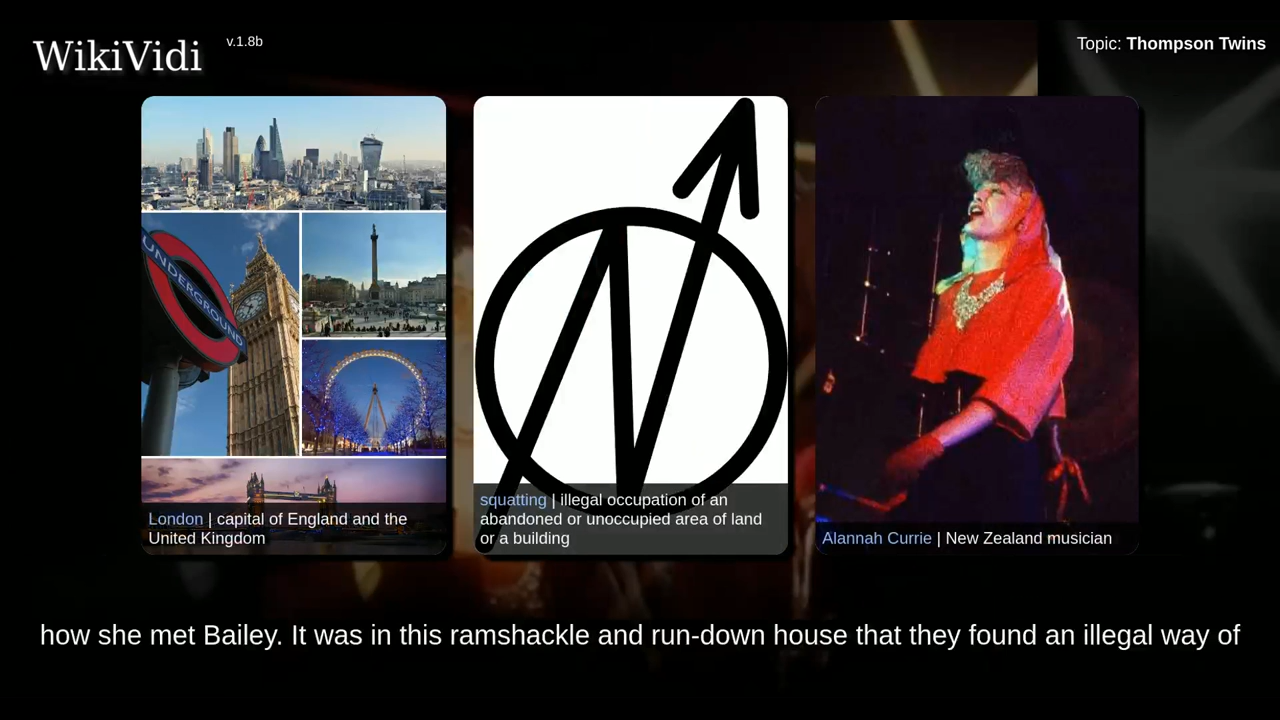 WikiVidi
v.1.8b
Topic: Thompson Twins
UNDERGROUND
London | capital of England and the
United Kingdom
squatting | illegal occupation of an
abandoned or unoccupied area of land
or a building
Alannah Currie | New Zealand musician
how she met Bailey. It was in this ramshackle and run-down house that they found an illegal way of